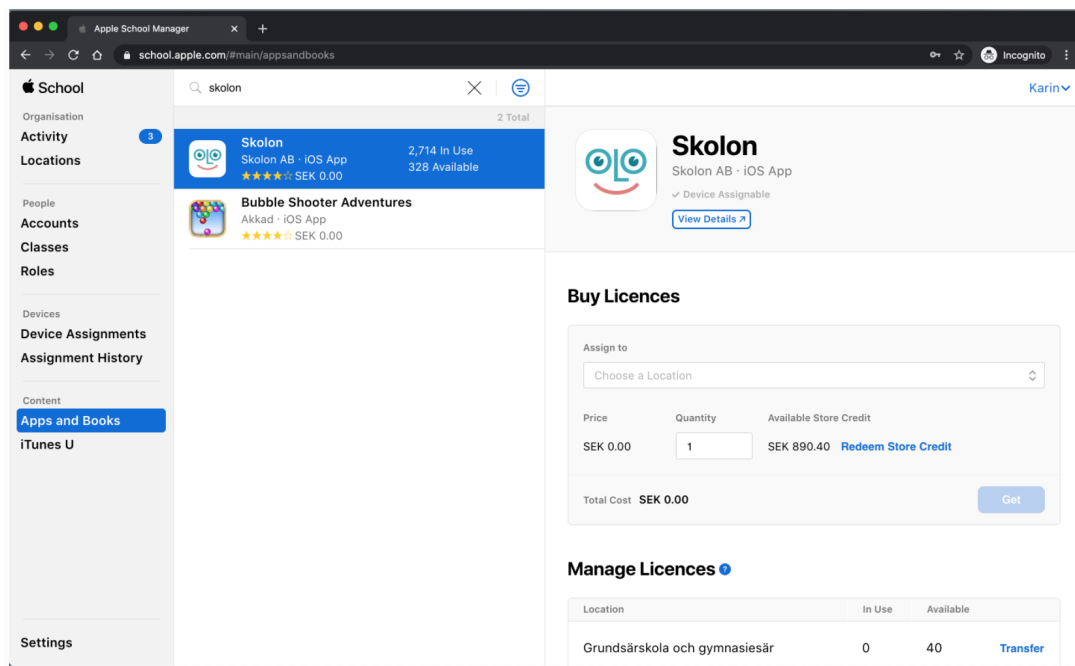 Apple School Manager
school.apple.com/#main/appsandbooks
Incognito
School
Organisation
Activity 3
Locations
People
Accounts
Classes
Roles
Devices
Device Assignments
Assignment History
Content
Apps and Books
iTunes U
Settings
skolon
2 Total
Skolon
Skolon AB · iOS App
SEK 0.00
2,714 In Use
328 Available
Bubble Shooter Adventures
Akkad · iOS App
SEK 0.00
Karin
Skolon
Skolon AB · iOS App
Device Assignable
View Details
Buy Licences
Assign to
Choose a Location
Price Quantity Available Store Credit
SEK 0.00 1 SEK 890.40 Redeem Store Credit
Total Cost SEK 0.00 Get
Manage Licences ?
Location In Use Available
Grundsärskola och gymnasiesär 0 40 Transfer